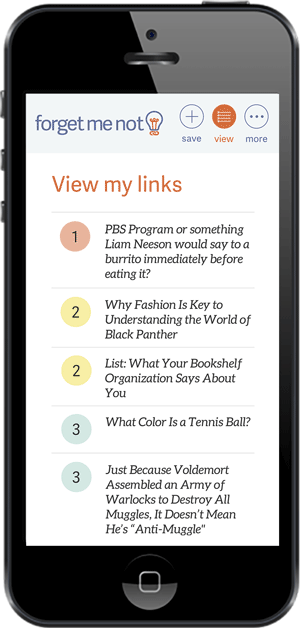 forget me not
save view more
View my links
1
PBS Program or something
Liam Neeson would say to a
burrito immediately before
eating it?
2
Why Fashion Is Key to
Understanding the World of
Black Panther
2
List: What Your Bookshelf
Organization Says About
You
3
What Color Is a Tennis Ball?
3
Just Because Voldemort
Assembled an Army of
Warlocks to Destroy All
Muggles, It Doesn’t Mean
He’s “Anti-Muggle"